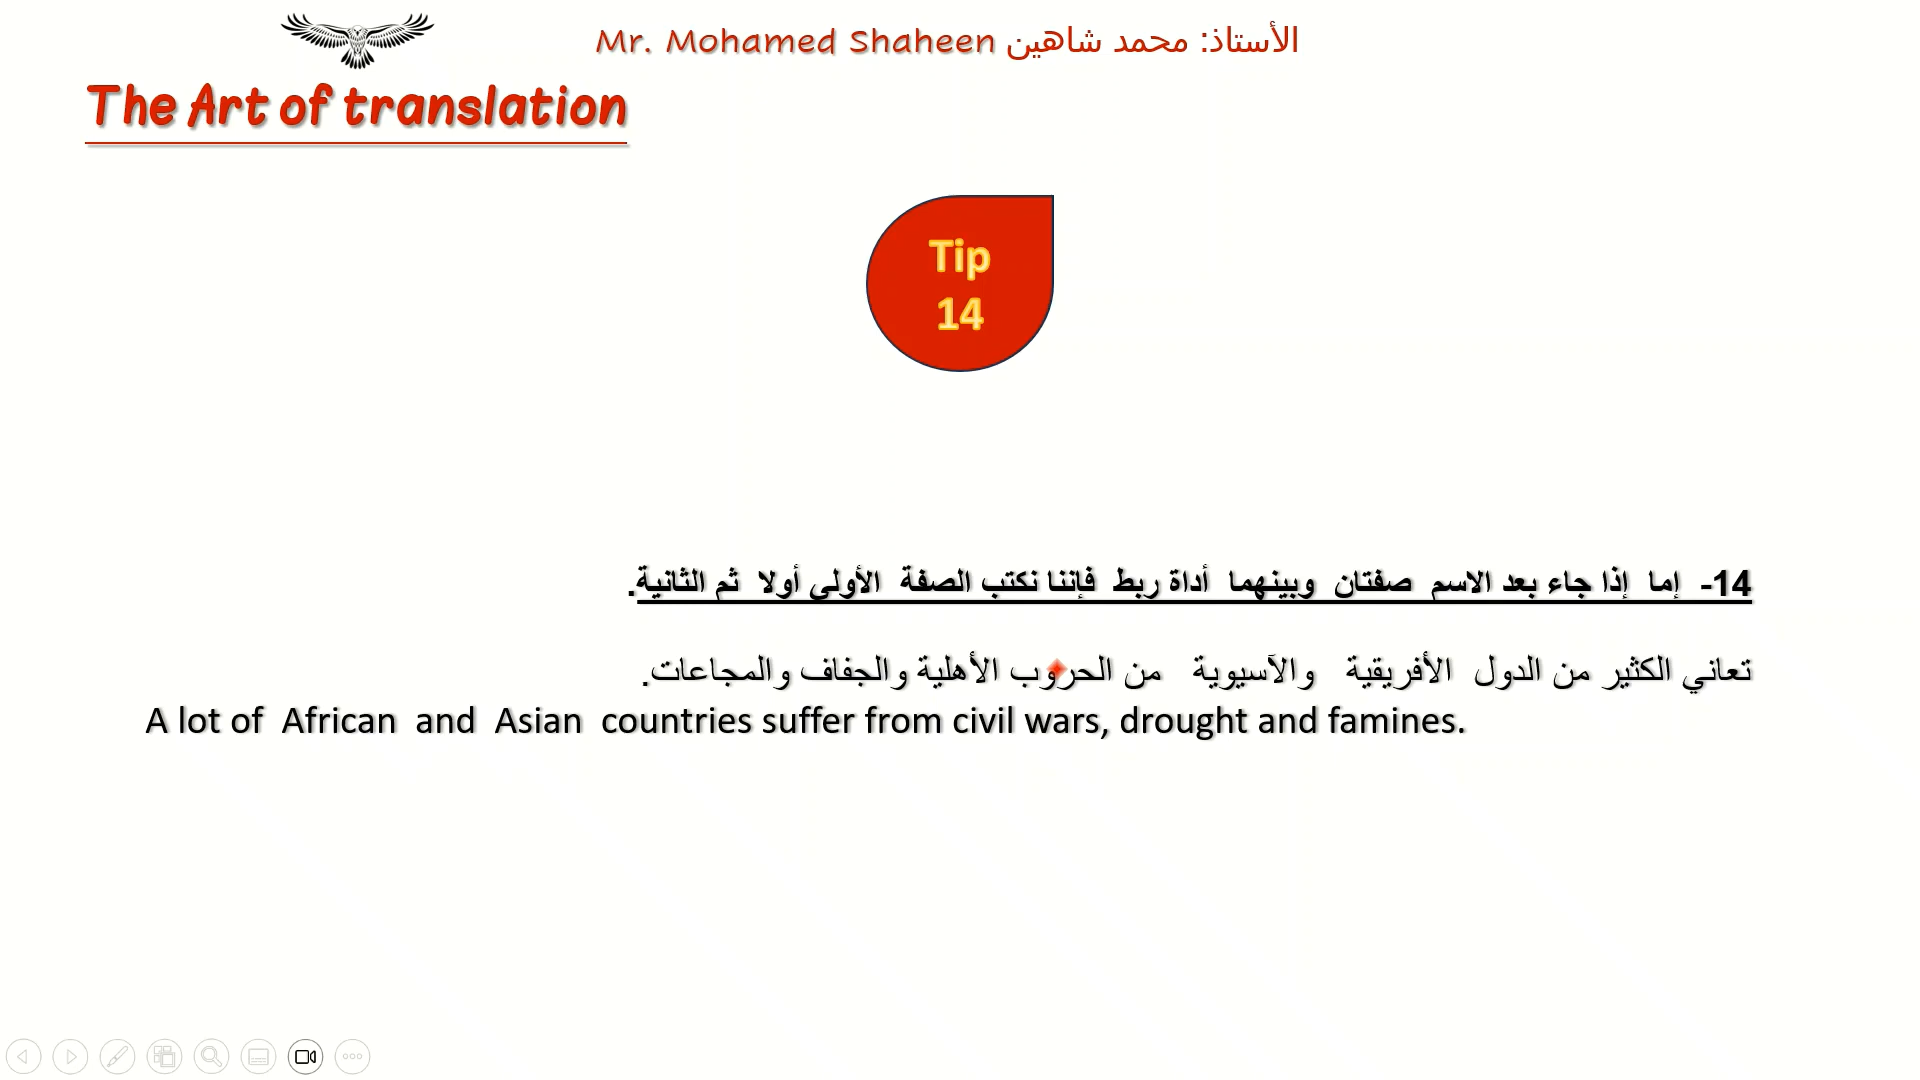 Mr. Mohamed Shaheen الأستاذ: محمد شاهين
The Art of translation
Tip
14
14- إما إذا جاء بعد الاسم صفتان وبينهما أداة ربط فإننا نكتب الصفة الأولى أولا ثم الثانية.
تعاني الكثير من الدول الأفريقية والآسيوية من الحروب الأهلية والجفاف والمجاعات.
A lot of African and Asian countries suffer from civil wars, drought and famines.